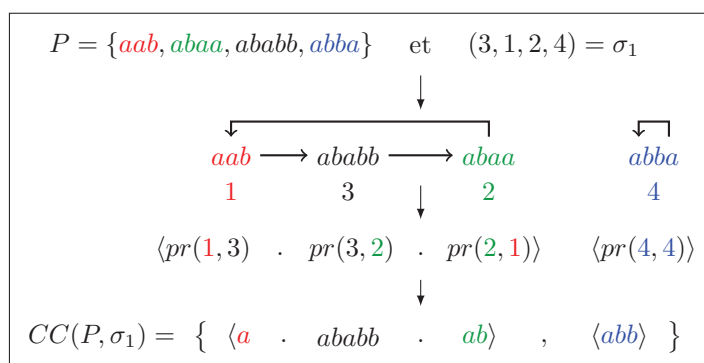 P = {aab, abaa, ababb, abba} et (3, 1, 2, 4) = σ₁
aab ababb abaa abba
1 3 2 4
⟨pr(1, 3) . pr(3, 2) . pr(2, 1)⟩ ⟨pr(4, 4)⟩
CC(P, σ₁) = { ⟨a . ababb . ab⟩ , ⟨abb⟩ }